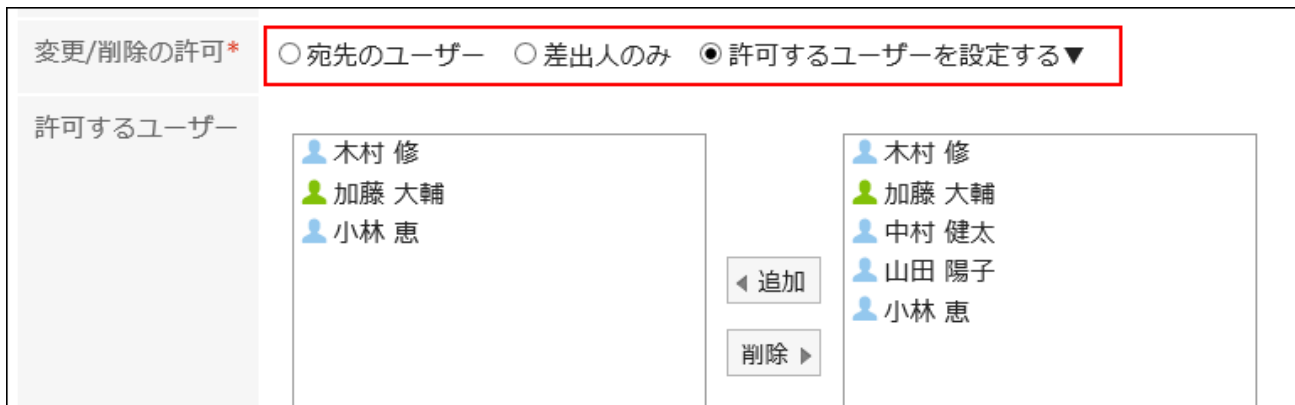 変更/削除の許可* 宛先のユーザー 差出人のみ 許可するユーザーを設定する▼
許可するユーザー
木村 修
加藤 大輔
小林 恵
◀ 追加
削除 ▶
木村 修
加藤 大輔
中村 健太
山田 陽子
小林 恵